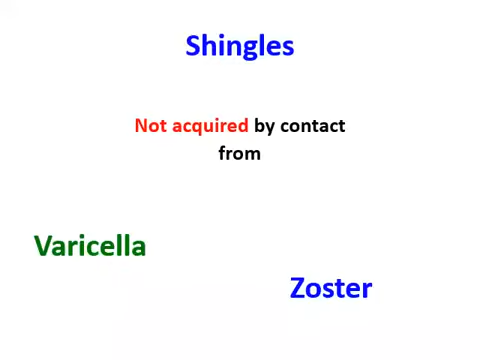 Shingles
Not acquired by contact
from
Varicella
Zoster